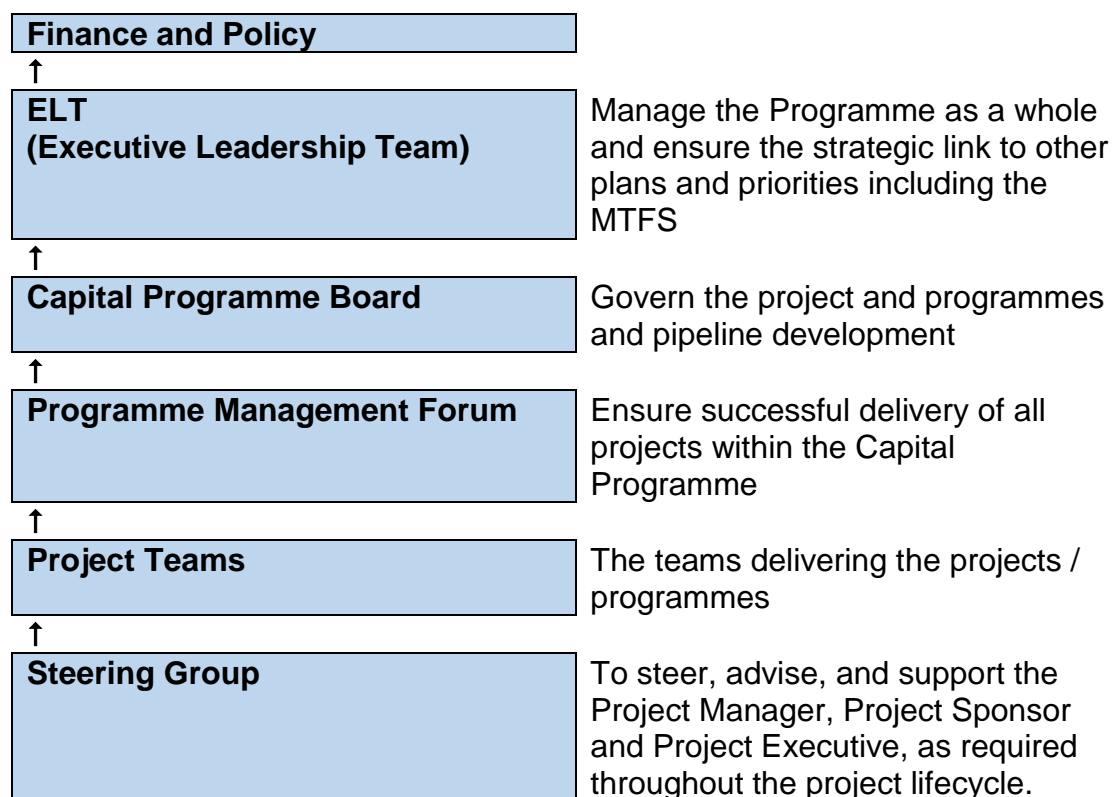 Finance and Policy
↑
ELT
(Executive Leadership Team)
Manage the Programme as a whole
and ensure the strategic link to other
plans and priorities including the
MTFS
↑
Capital Programme Board
Govern the project and programmes
and pipeline development
↑
Programme Management Forum
Ensure successful delivery of all
projects within the Capital
Programme
↑
Project Teams
The teams delivering the projects /
programmes
↑
Steering Group
To steer, advise, and support the
Project Manager, Project Sponsor
and Project Executive, as required
throughout the project lifecycle.